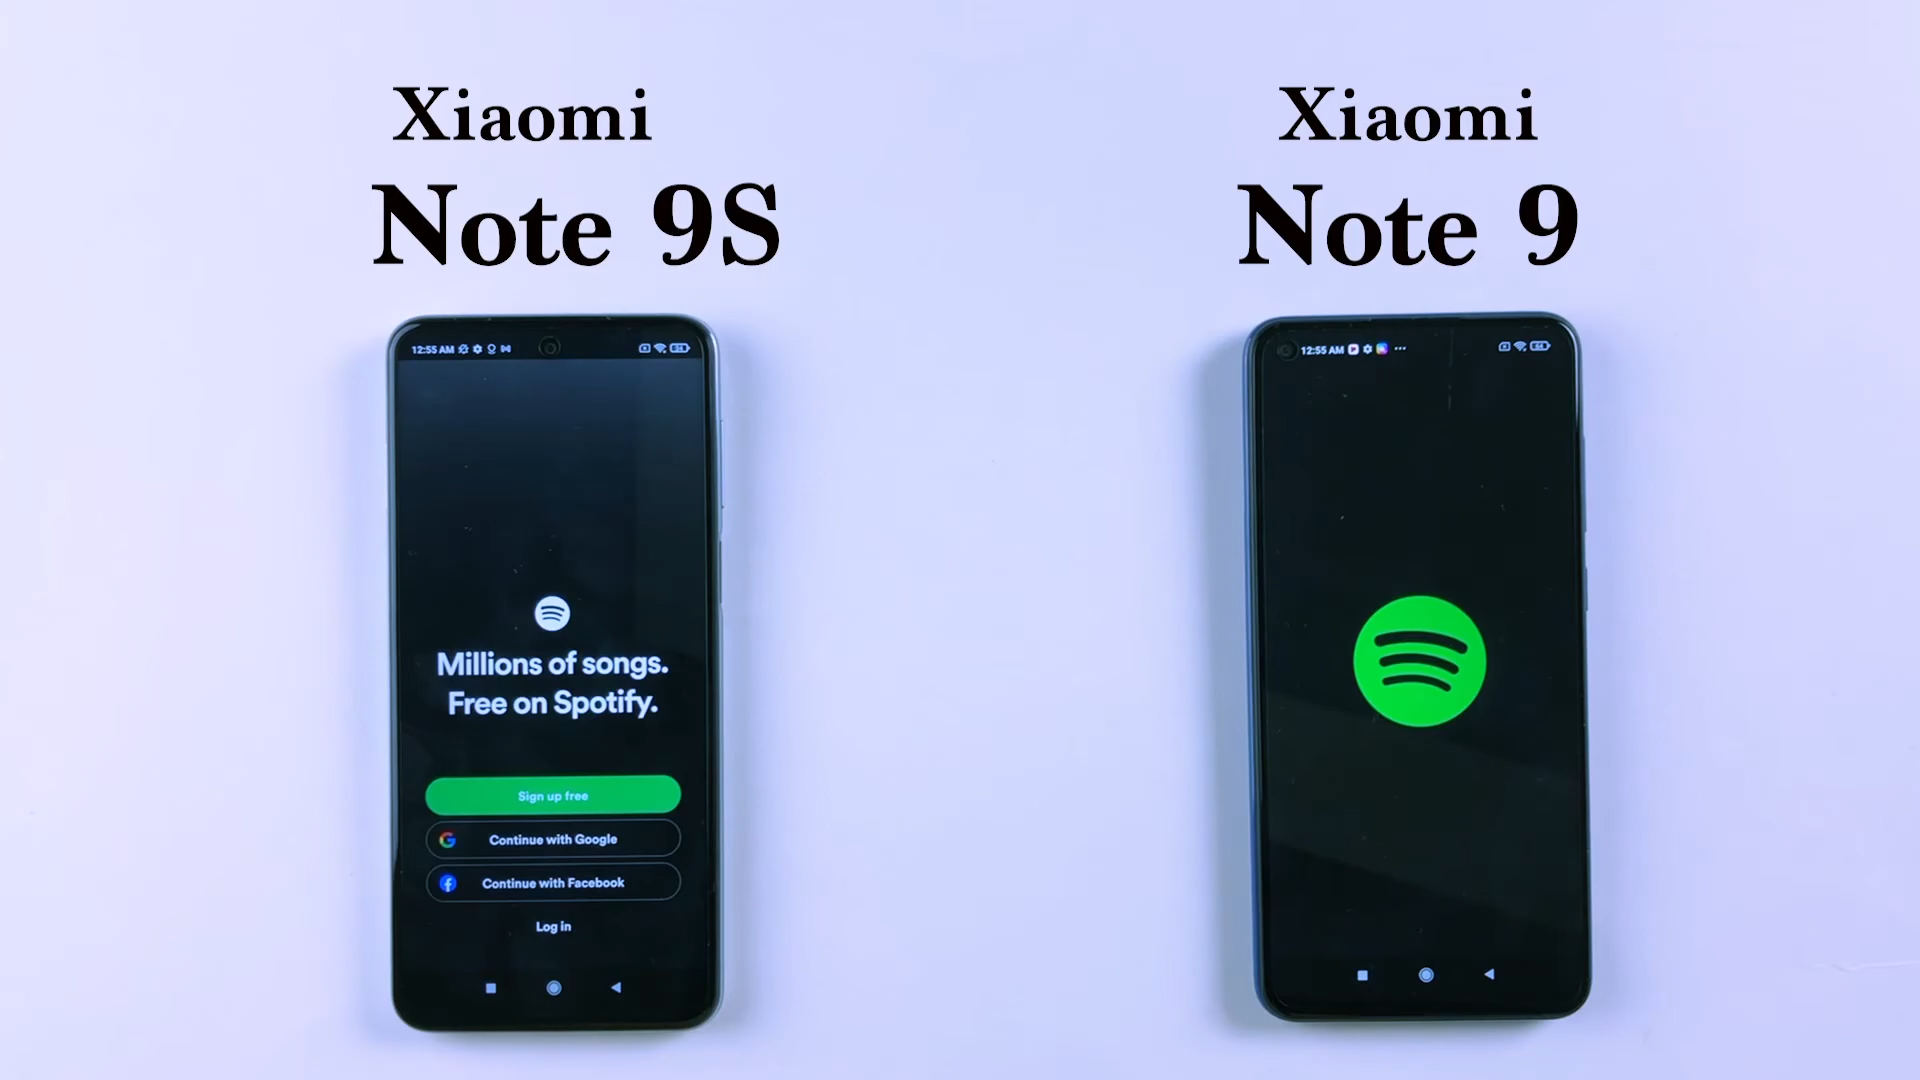 Xiaomi
Note 9S
Xiaomi
Note 9
12:55 AM
12:55 AM
Millions of songs.
Free on Spotify.
Sign up free
Continue with Google
Continue with Facebook
Log in